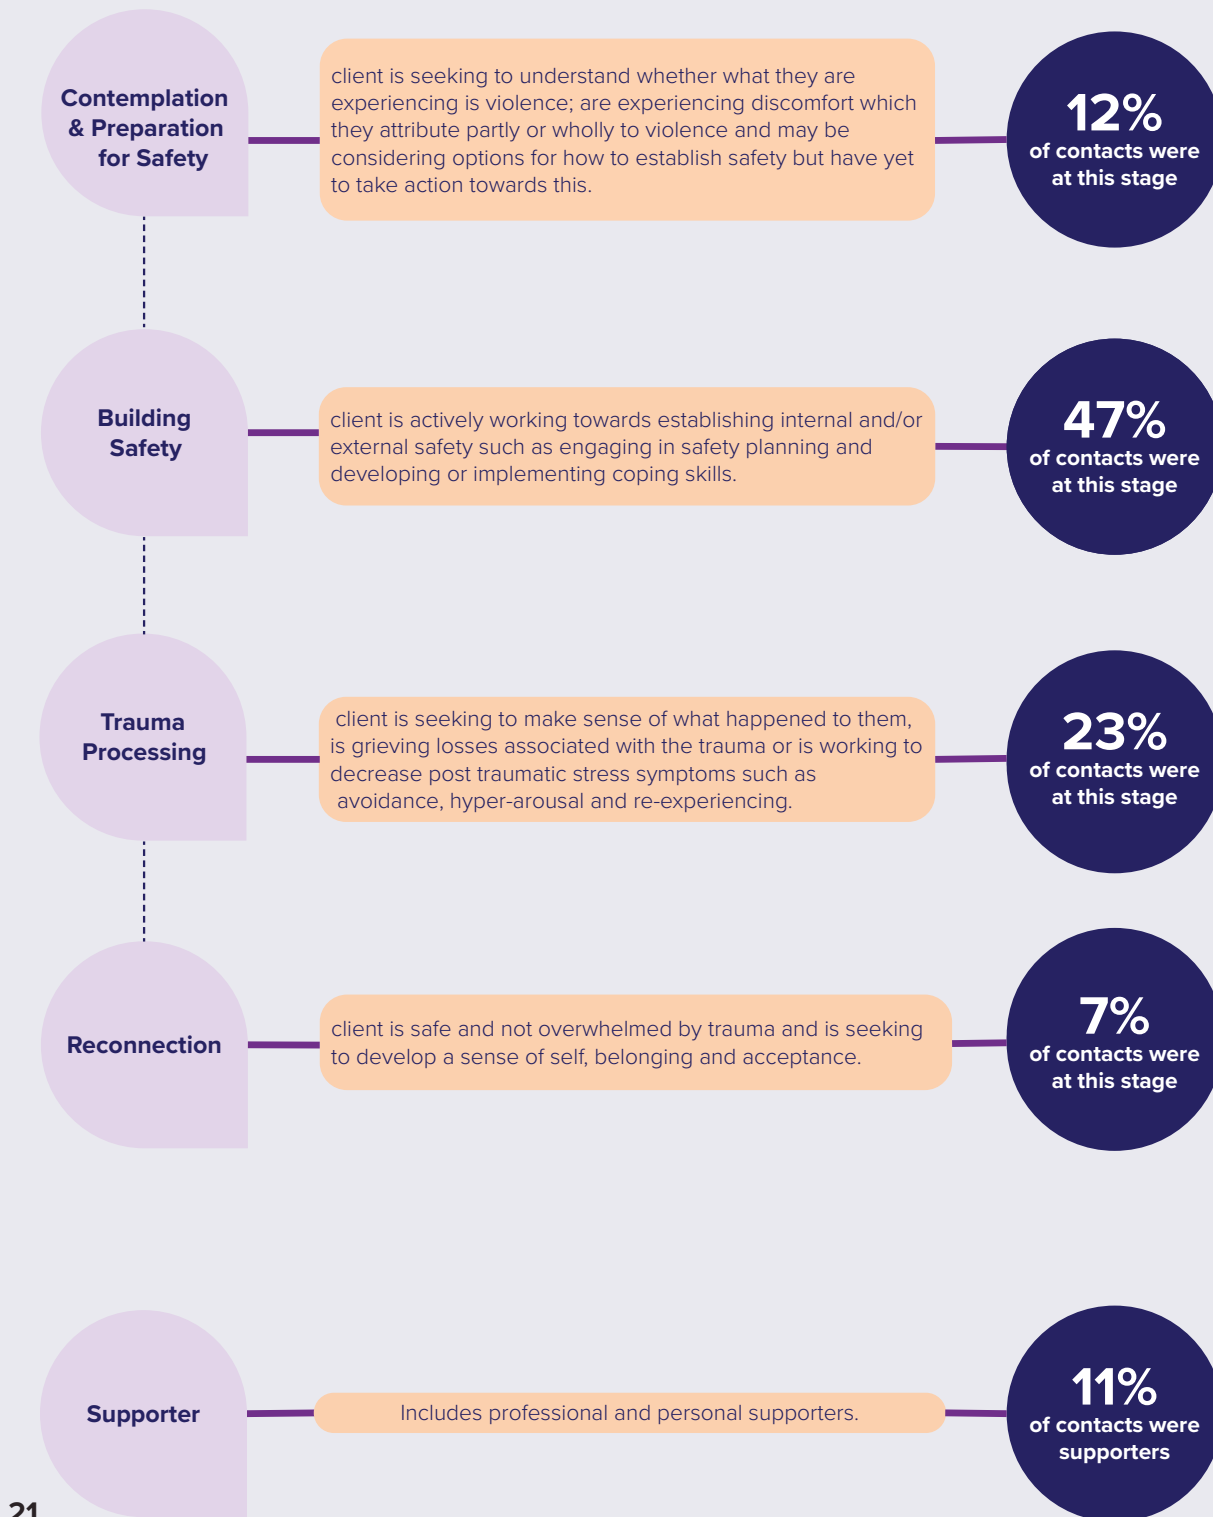 Contemplation
& Preparation
for Safety
client is seeking to understand whether what they are
experiencing is violence; are experiencing discomfort which
they attribute partly or wholly to violence and may be
considering options for how to establish safety but have yet
to take action towards this.
12%
of contacts were
at this stage
Building
Safety
client is actively working towards establishing internal and/or
external safety such as engaging in safety planning and
developing or implementing coping skills.
47%
of contacts were
at this stage
Trauma
Processing
client is seeking to make sense of what happened to them,
is grieving losses associated with the trauma or is working to
decrease post traumatic stress symptoms such as
avoidance, hyper-arousal and re-experiencing.
23%
of contacts were
at this stage
Reconnection
client is safe and not overwhelmed by trauma and is seeking
to develop a sense of self, belonging and acceptance.
7%
of contacts were
at this stage
Supporter
Includes professional and personal supporters.
11%
of contacts were
supporters
21